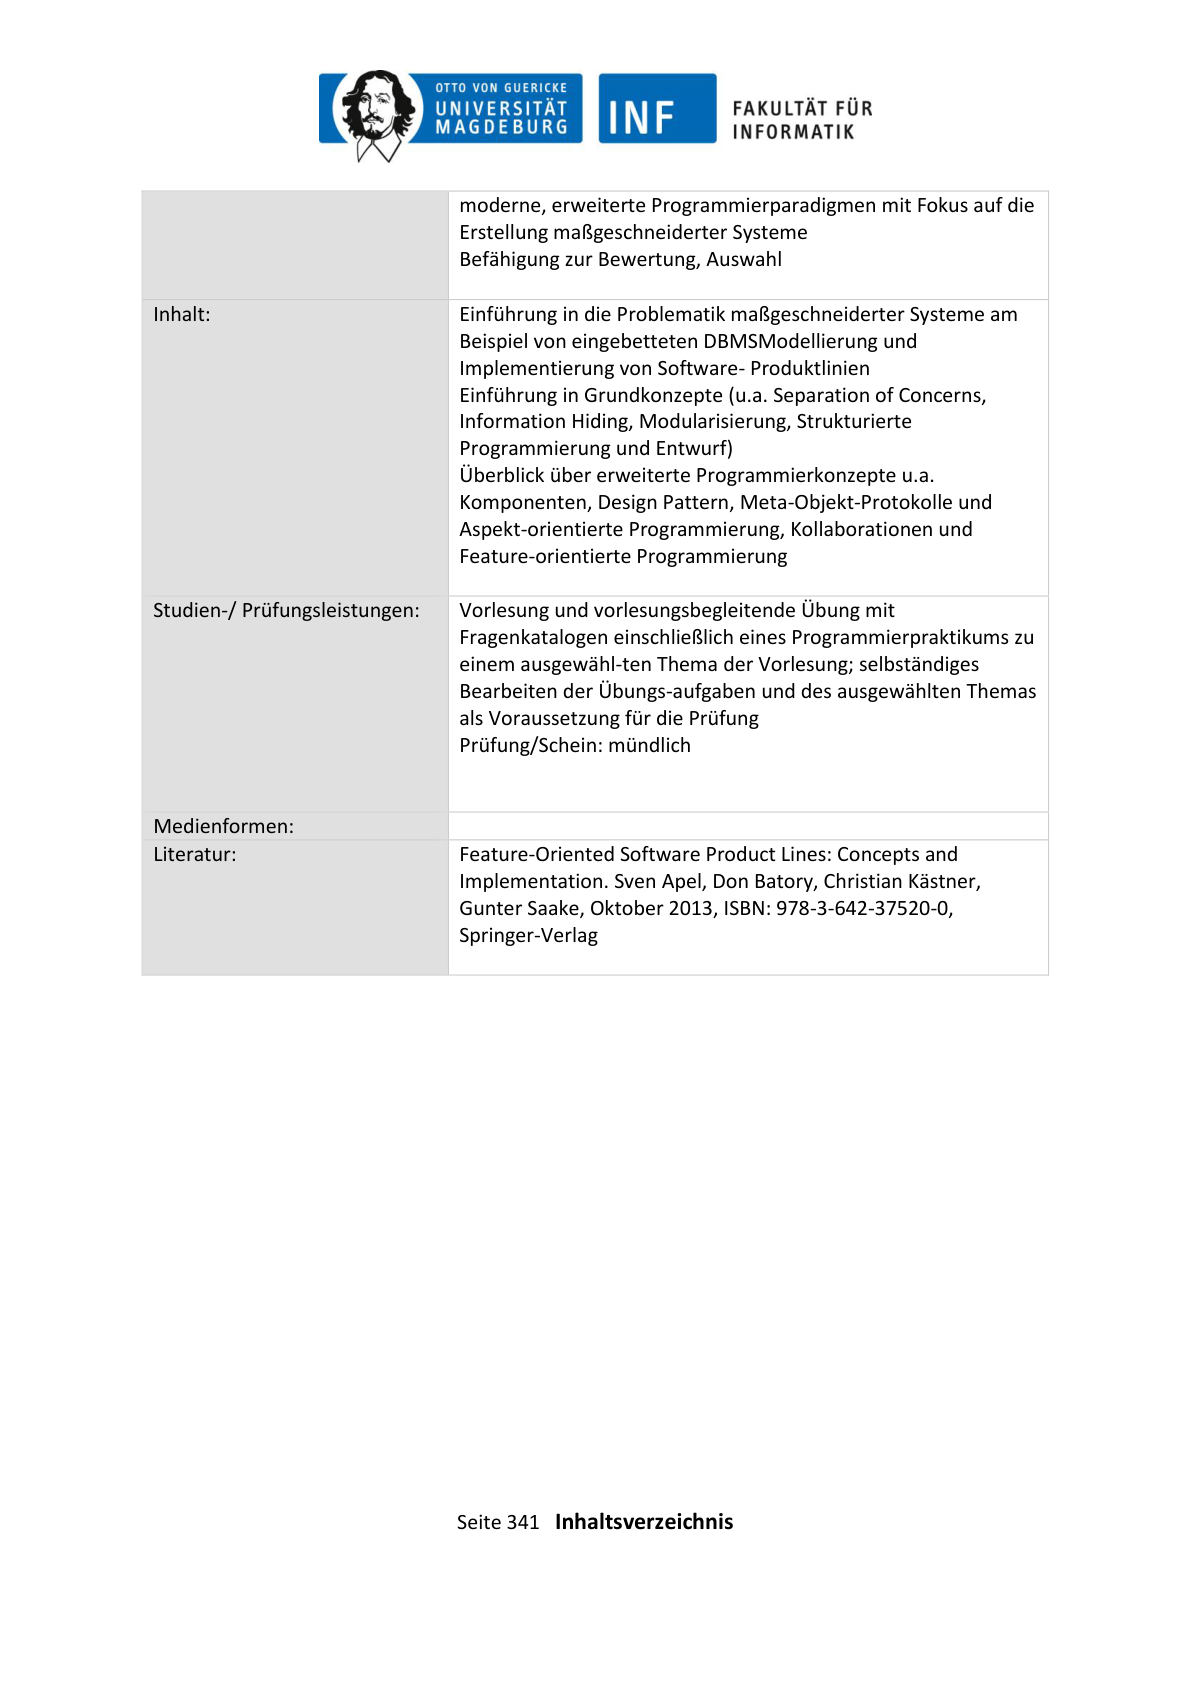 OTTO VON GUERICKE
UNIVERSITÄT
MAGDEBURG
INF
FAKULTÄT FÜR
INFORMATIK
moderne, erweiterte Programmierparadigmen mit Fokus auf die
Erstellung maßgeschneiderter Systeme
Befähigung zur Bewertung, Auswahl
Inhalt:
Einführung in die Problematik maßgeschneiderter Systeme am
Beispiel von eingebetteten DBMSModellierung und
Implementierung von Software- Produktlinien
Einführung in Grundkonzepte (u.a. Separation of Concerns,
Information Hiding, Modularisierung, Strukturierte
Programmierung und Entwurf)
Überblick über erweiterte Programmierkonzepte u.a.
Komponenten, Design Pattern, Meta-Objekt-Protokolle und
Aspekt-orientierte Programmierung, Kollaborationen und
Feature-orientierte Programmierung
Studien-/ Prüfungsleistungen:
Vorlesung und vorlesungsbegleitende Übung mit
Fragenkatalogen einschließlich eines Programmierpraktikums zu
einem ausgewähl-ten Thema der Vorlesung; selbständiges
Bearbeiten der Übungs-aufgaben und des ausgewählten Themas
als Voraussetzung für die Prüfung
Prüfung/Schein: mündlich
Medienformen:
Literatur:
Feature-Oriented Software Product Lines: Concepts and
Implementation. Sven Apel, Don Batory, Christian Kästner,
Gunter Saake, Oktober 2013, ISBN: 978-3-642-37520-0,
Springer-Verlag
Seite 341 Inhaltsverzeichnis